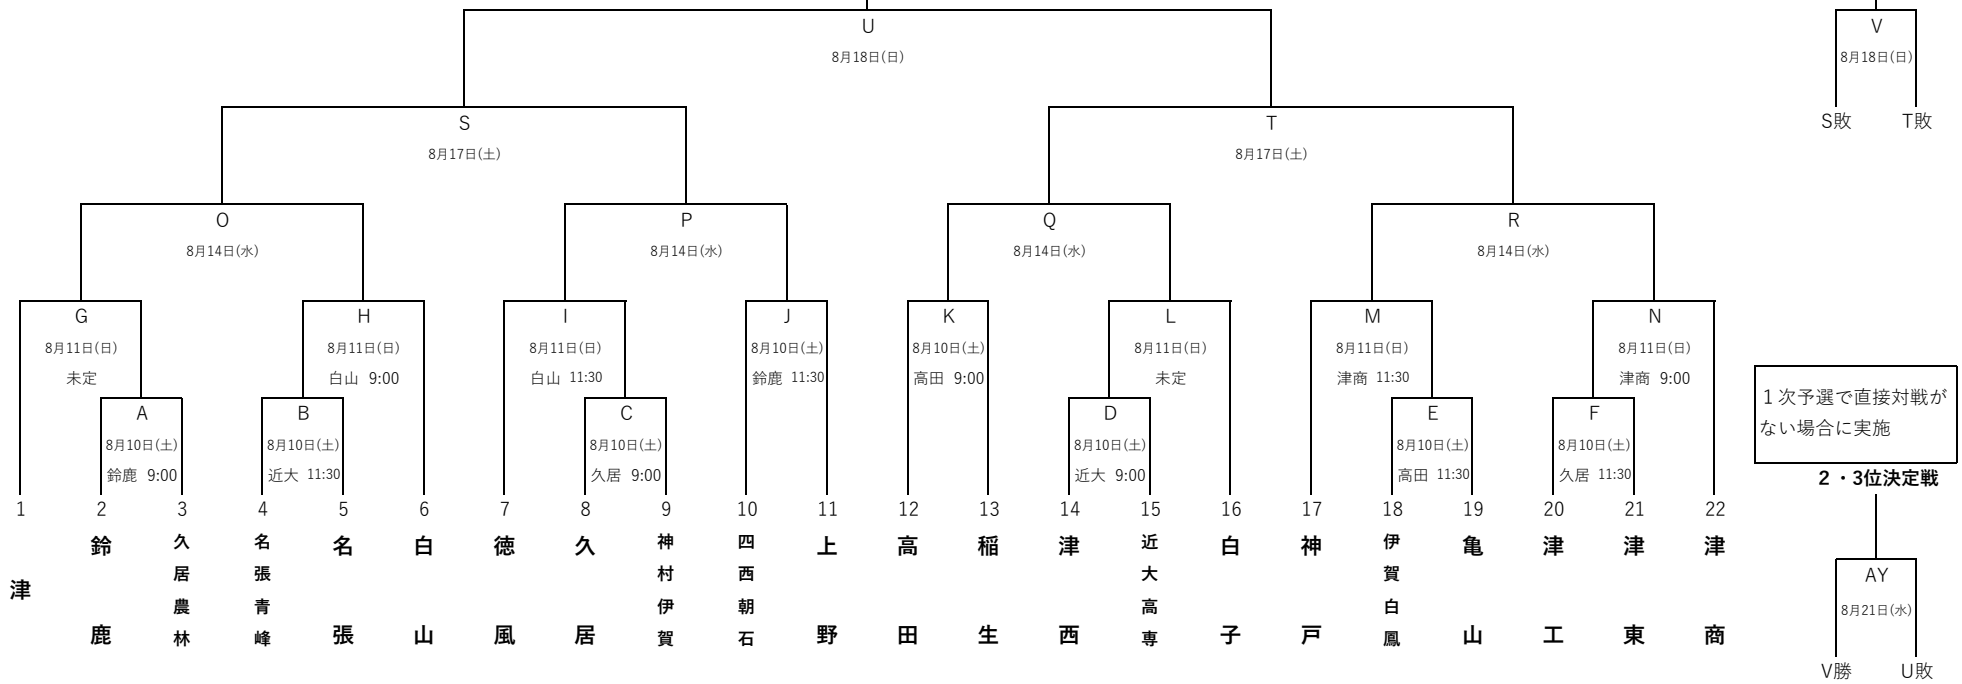 U
8月18日(日)
V
8月18日(日)
S敗 T敗
S
8月17日(土)
T
8月17日(土)
O
8月14日(水)
P
8月14日(水)
Q
8月14日(水)
R
8月14日(水)
G
8月11日(日)
未定
H
8月11日(日)
白山 9:00
I
8月11日(日)
白山 11:30
J
8月10日(土)
鈴鹿 11:30
K
8月10日(土)
高田 9:00
L
8月11日(日)
未定
M
8月11日(日)
津商 11:30
N
8月11日(日)
津商 9:00
A
8月10日(土)
鈴鹿 9:00
B
8月10日(土)
近大 11:30
C
8月10日(土)
久居 9:00
D
8月10日(土)
近大 9:00
E
8月10日(土)
高田 11:30
F
8月10日(土)
久居 11:30
１次予選で直接対戦が
ない場合に実施
２・3位決定戦
1
津
2
鈴鹿
3
久居農林
4
名張青峰
5
名張
6
白山
7
徳風
8
久居
9
神村伊賀
10
四西朝石
11
上野
12
高田
13
稲生
14
津西
15
近大高専
16
白子
17
神戸
18
伊賀白鳳
19
亀山
20
津工
21
津東
22
津商
AY
8月21日(水)
V勝 U敗